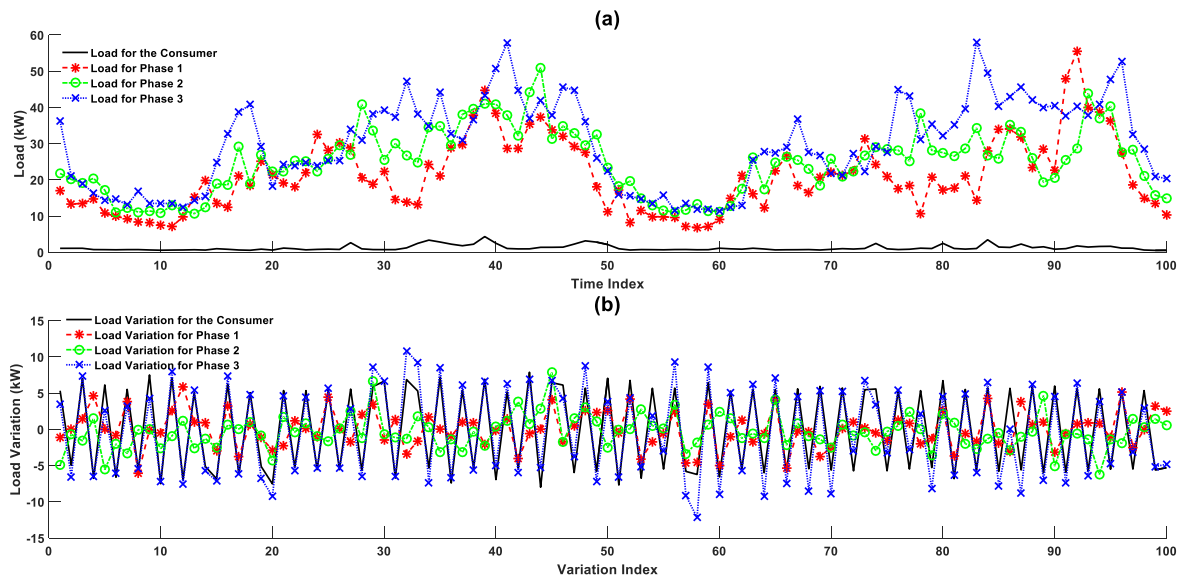 (a)
60
50
40
30
20
10
0
Load (kW)
Load for the Consumer
Load for Phase 1
Load for Phase 2
Load for Phase 3
0 10 20 30 40 50 60 70 80 90 100
Time Index
(b)
15
10
5
0
-5
-10
-15
Load Variation (kW)
Load Variation for the Consumer
Load Variation for Phase 1
Load Variation for Phase 2
Load Variation for Phase 3
0 10 20 30 40 50 60 70 80 90 100
Variation Index